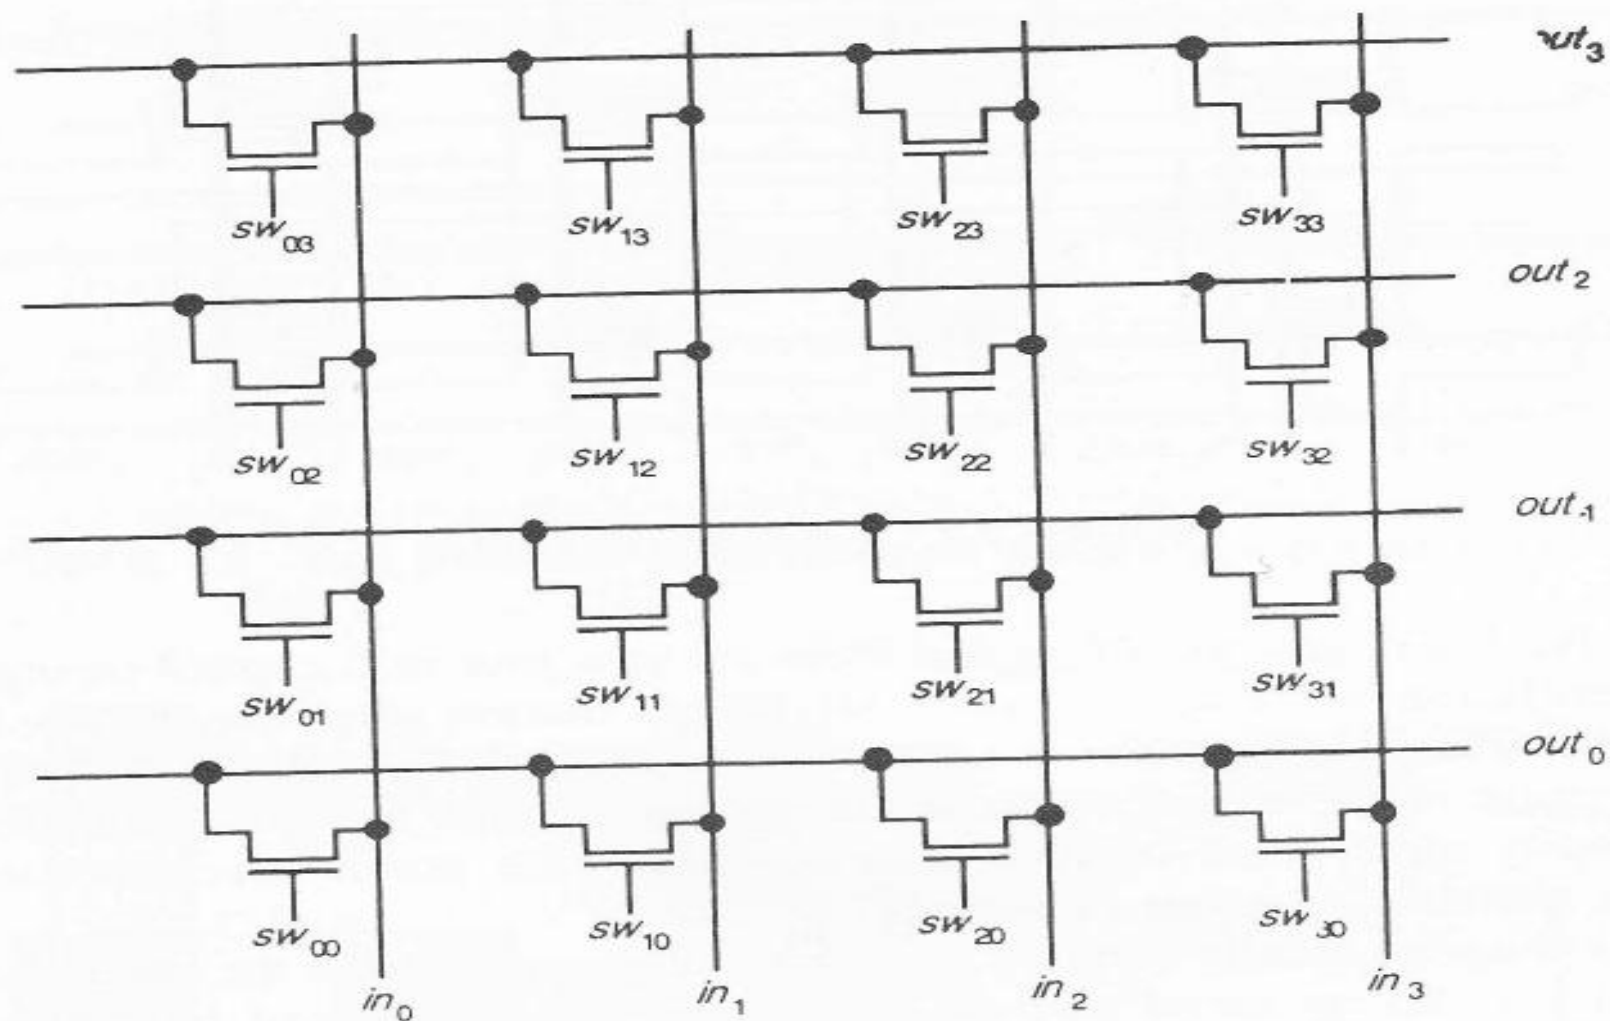 out₃
sw₀₃ sw₁₃ sw₂₃ sw₃₃
out₂
sw₀₂ sw₁₂ sw₂₂ sw₃₂
out₁
sw₀₁ sw₁₁ sw₂₁ sw₃₁
out₀
sw₀₀ sw₁₀ sw₂₀ sw₃₀
in₀ in₁ in₂ in₃